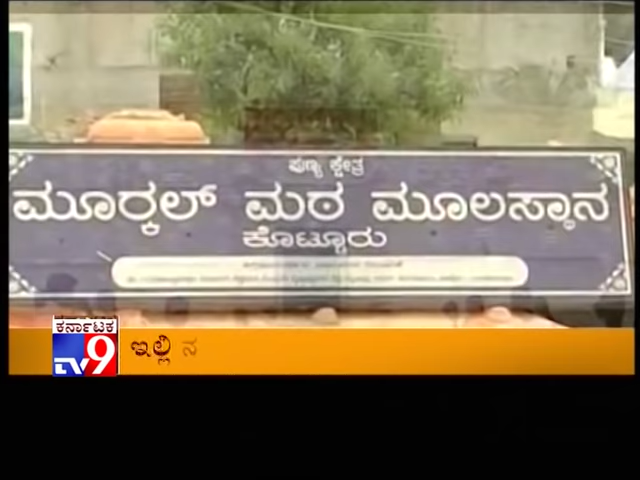 ಪುಣ್ಯ ಕ್ಷೇತ್ರ
ಮೂರ್‍ಕಲ್ ಮಠ ಮೂಲಸ್ಥಾನ
ಕೊಟ್ಟೂರು
ಕರ್ನಾಟಕ
TV9
ಇಲ್ಲಿ ನ